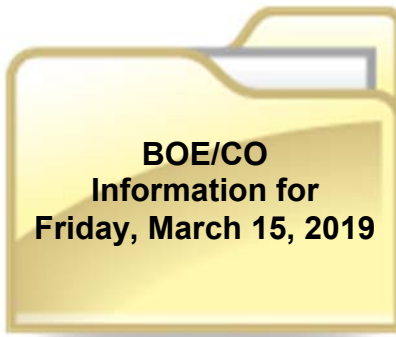 BOE/CO
Information for
Friday, March 15, 2019